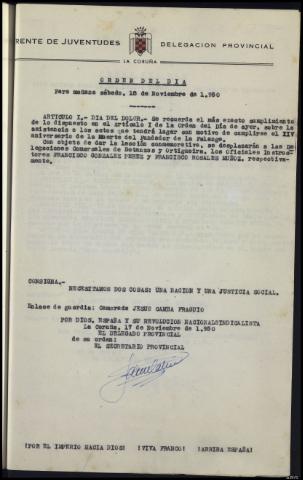 RENTE DE JUVENTUDES
DELEGACION PROVINCIAL
LA CORUÑA
ORDEN DEL DIA
Para mañana sábado, 18 de Noviembre de 1.950
ARTICULO I.- DIA DEL DOLOR.- Se recuerda el más exacto cumplimiento
de lo dispuesto en el Artículo I de la Orden del Día de ayer, sobre la
asistencia a los actos que tendrá lugar con motivo de cumplirse el XIV
aniversario de la Muerte del Fundador de la Falange.
Con objeto de dar la lección conmemorativa, se desplazarán a las De
legaciones Comarcales de Betanzos y Ortigueira, los Oficiales Instruc-
tores FRANCISCO GONZALEZ PEREZ y FRANCISCO ROSALES MUÑOZ, respectiva-
mente.
CONSIGNA.-
NECESITAMOS DOS COSAS: UNA NACION Y UNA JUSTICIA SOCIAL.
Enlace de guardia: Camarada JESUS GAMBA FRAGUIO
POR DIOS, ESPAÑA Y SU REVOLUCION NACIONALSINDICALISTA
La Coruña, 17 de Noviembre de 1.950
EL DELEGADO PROVINCIAL
de su orden:
EL SECRETARIO PROVINCIAL
¡POR EL IMPERIO HACIA DIOS! ¡VIVA FRANCO! ¡ARRIBA ESPAÑA!